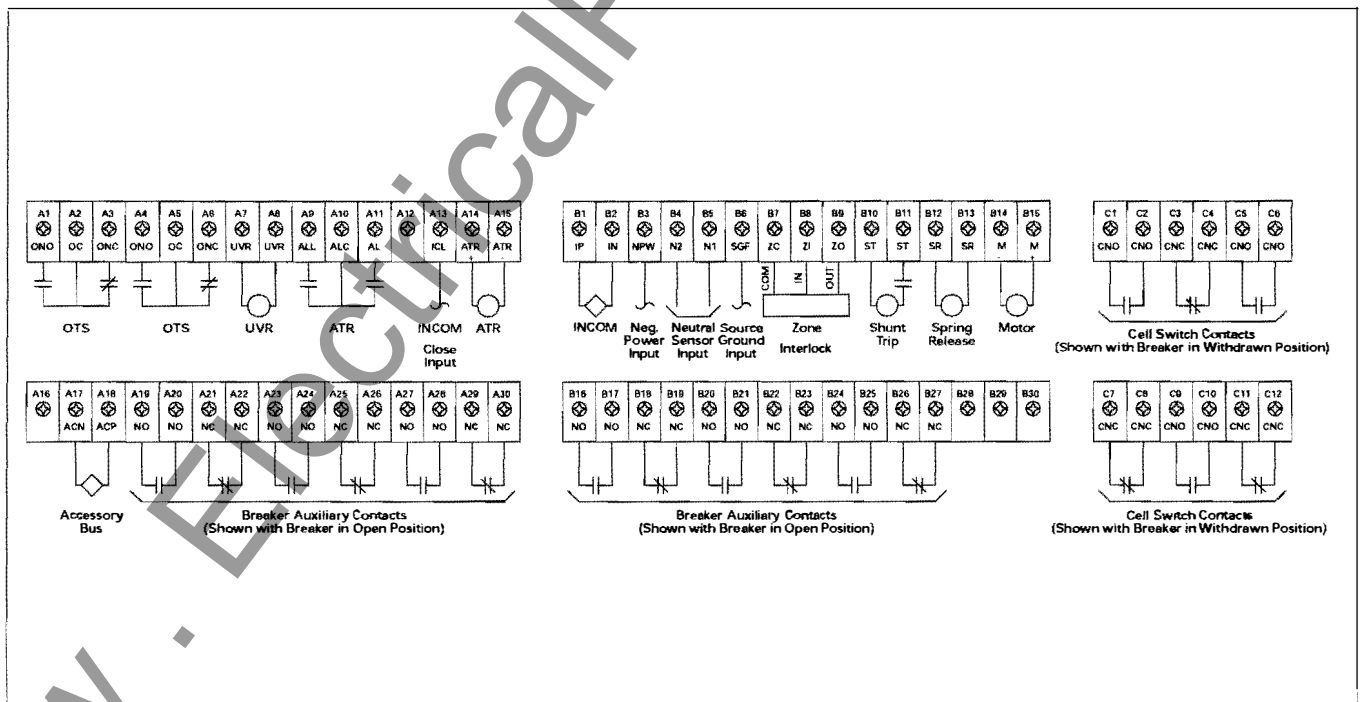 A1 A2 A3 A4 A5 A6 A7 A8 A9 A10 A11 A12 A13 A14 A15
ONO OC ONC ONO OC ONC UVR UVR ALL ALC AL ICL ATR ATR
OTS OTS UVR ATR INCOM ATR
Close
Input
B1 B2 B3 B4 B5 B6 B7 B8 B9 B10 B11 B12 B13 B14 B15
IP IN NPW N2 N1 SGF ZC ZI ZO ST ST SR SR M M
COM IN OUT
INCOM Neg. Power Input Neutral Sensor Input Source Ground Input Zone Interlock Shunt Trip Spring Release Motor
C1 C2 C3 C4 C5 C6
CNO CNO CNC CNC CNO CNO
Cell Switch Contacts
(Shown with Breaker in Withdrawn Position)
A16 A17 A18 A19 A20 A21 A22 A23 A24 A25 A26 A27 A28 A29 A30
ACN ACP NO NO NC NC NO NO NC NC NO NO NC NC
Accessory
Bus
Breaker Auxiliary Contacts
(Shown with Breaker in Open Position)
B16 B17 B18 B19 B20 B21 B22 B23 B24 B25 B26 B27 B28 B29 B30
NO NO NC NC NO NO NC NC NO NO NC NC
Breaker Auxiliary Contacts
(Shown with Breaker in Open Position)
C7 C8 C9 C10 C11 C12
CNC CNC CNO CNO CNC CNC
Cell Switch Contacts
(Shown with Breaker in Withdrawn Position)
w . Electrical